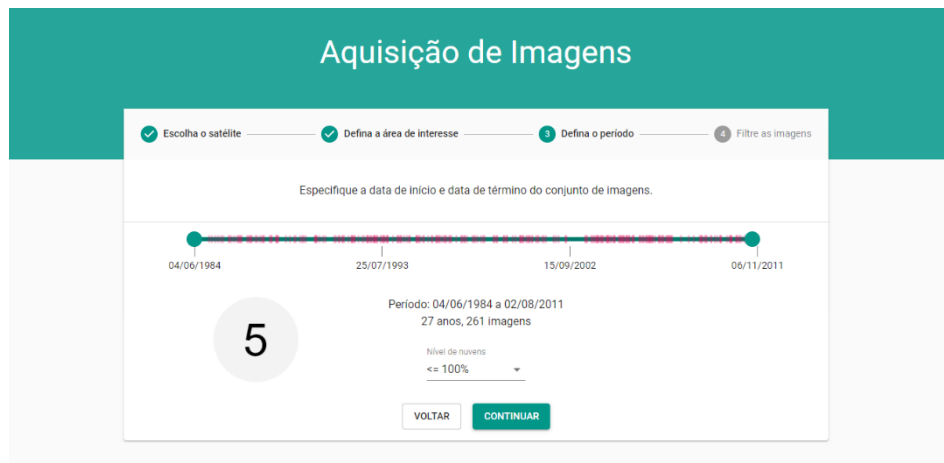 Aquisição de Imagens
Escolha o satélite
Defina a área de interesse
3 Defina o período
4 Filtre as imagens
Especifique a data de início e data de término do conjunto de imagens.
04/06/1984 25/07/1993 15/09/2002 06/11/2011
5
Período: 04/06/1984 a 02/08/2011
27 anos, 261 imagens
Nível de nuvens
<= 100%
VOLTAR CONTINUAR